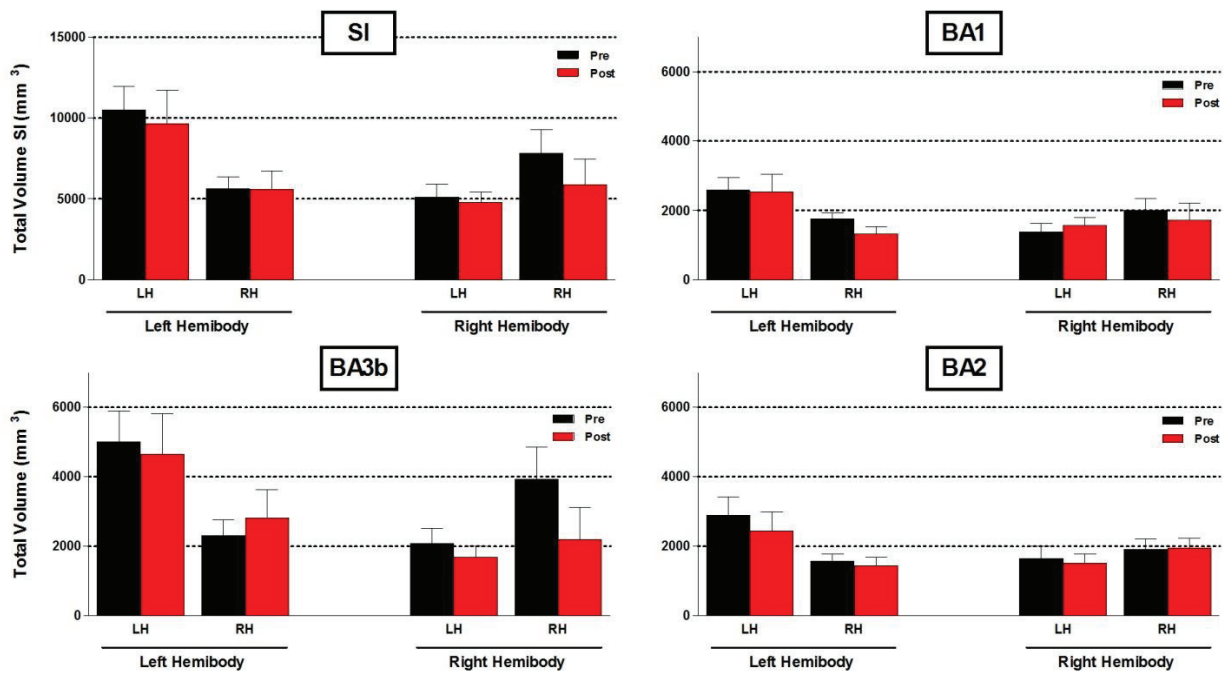 SI
15000
10000
5000
0
Total Volume SI (mm ³)
Pre
Post
LH
RH
LH
RH
Left Hemibody
Right Hemibody
BA1
6000
4000
2000
0
Pre
Post
LH
RH
LH
RH
Left Hemibody
Right Hemibody
BA3b
6000
4000
2000
0
Total Volume (mm ³)
Pre
Post
LH
RH
LH
RH
Left Hemibody
Right Hemibody
BA2
6000
4000
2000
0
Pre
Post
LH
RH
LH
RH
Left Hemibody
Right Hemibody